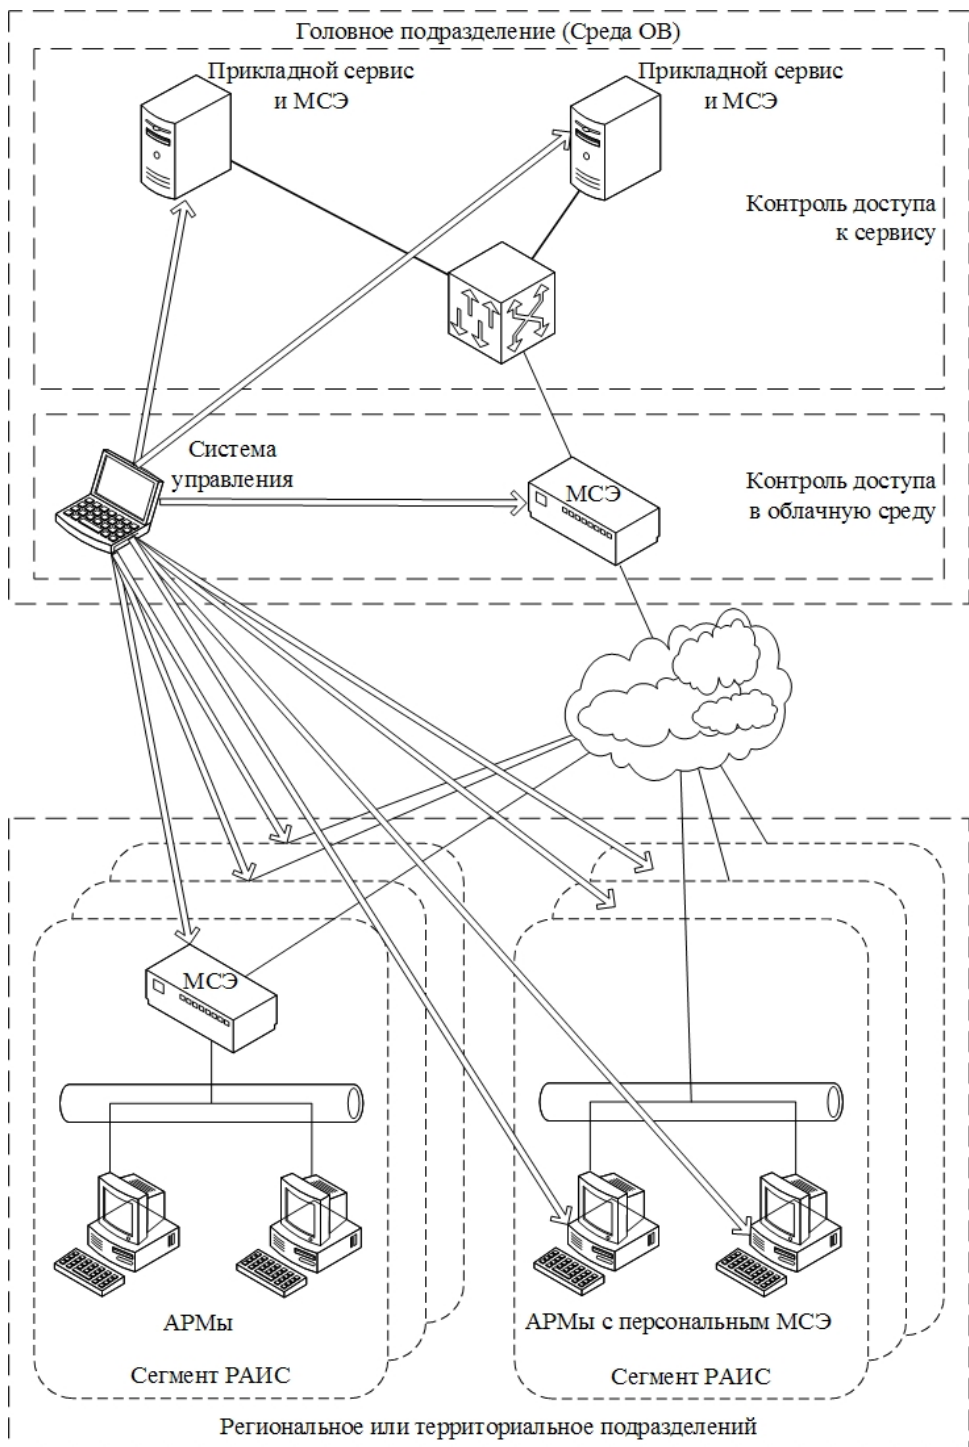 Головное подразделение (Среда ОВ)
Прикладной сервис
и МСЭ
Прикладной сервис
и МСЭ
Контроль доступа
к сервису
Система
управления
МСЭ
Контроль доступа
в облачную среду
МСЭ
АРМы
Сегмент РАИС
АРМы с персональным МСЭ
Сегмент РАИС
Региональное или территориальное подразделений